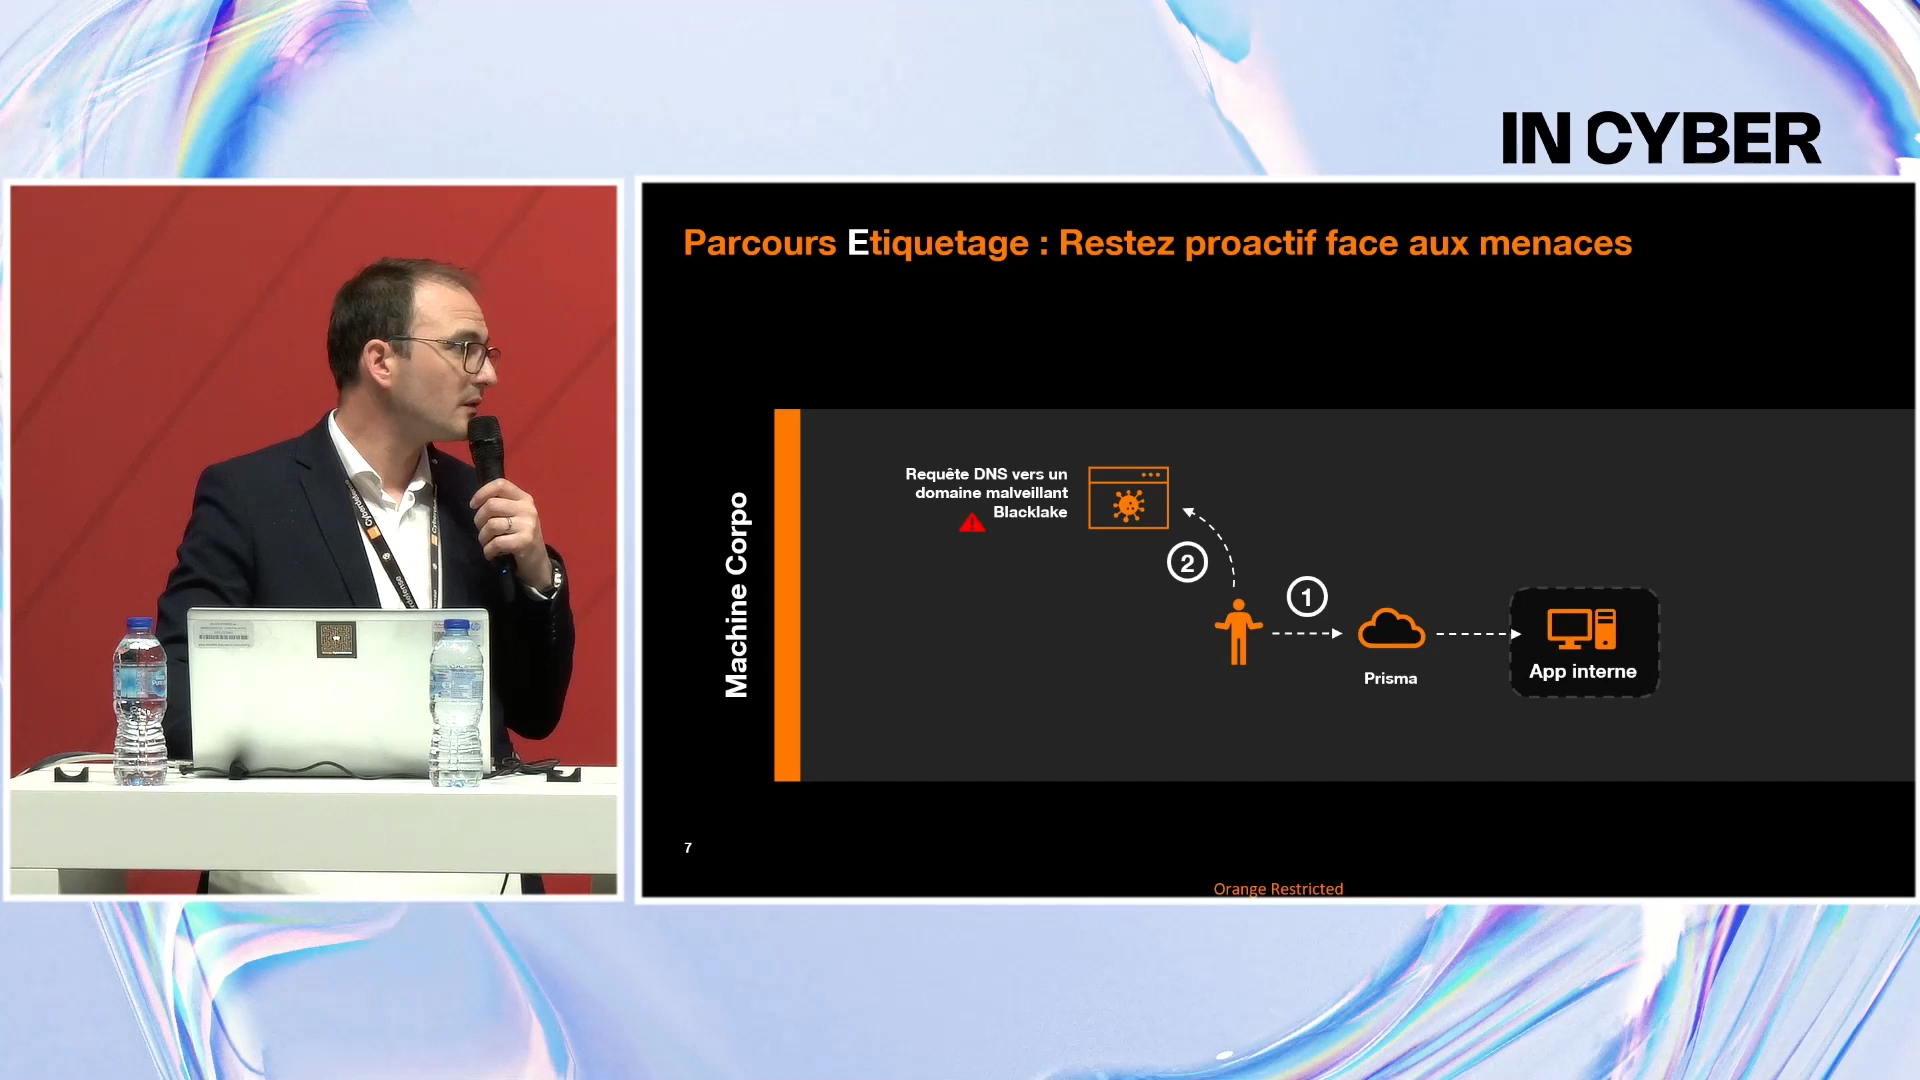 IN CYBER
Parcours Etiquetage : Restez proactif face aux menaces
Machine Corpo
Requête DNS vers un
domaine malveillant
Blacklake
2
1
Prisma
App interne
7
Orange Restricted
Cyberdefense